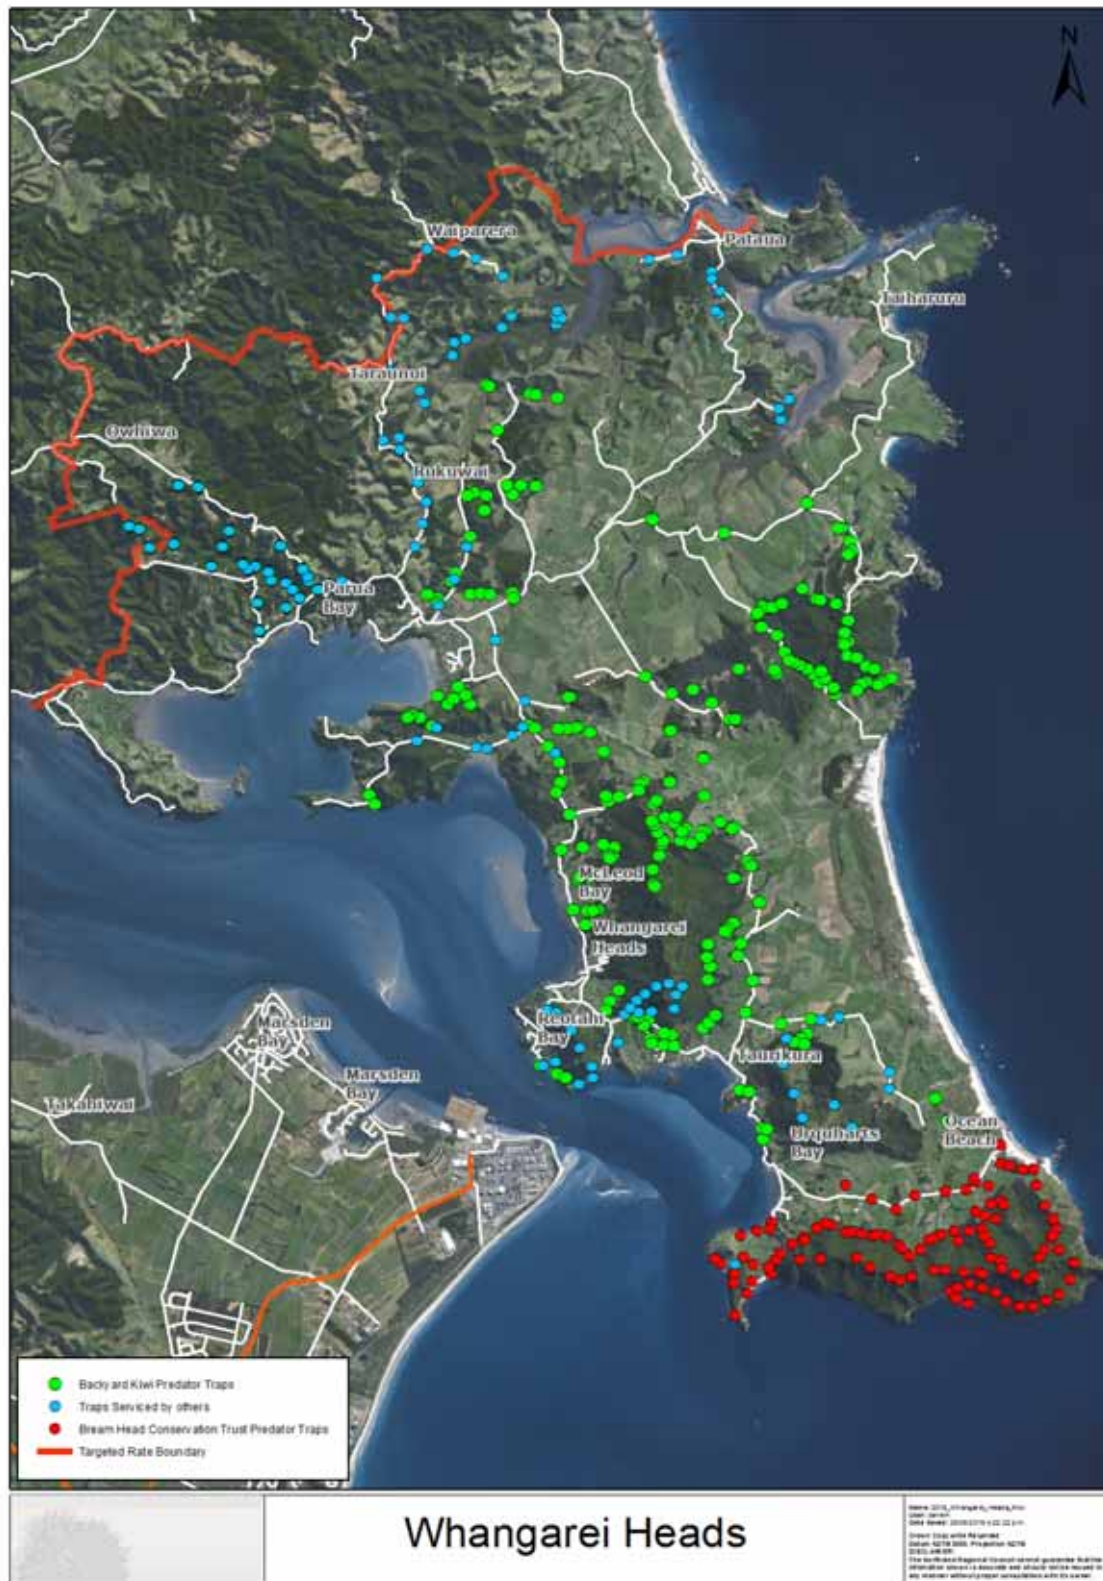 N
Waiparera
Pataua
Taiharuru
Taraunoi
Owhiwa
Rukuwai
Parua
Bay
McLeod
Bay
Whangarei
Heads
Marsden
Bay
Reotahi
Bay
Taurikura
Marsden
Bay
Takahiwai
Urquharts
Bay
Ocean
Beach
Backyard Kiwi Predator Traps
Traps Serviced by others
Bream Head Conservation Trust Predator Traps
Targeted Rate Boundary
Whangarei Heads